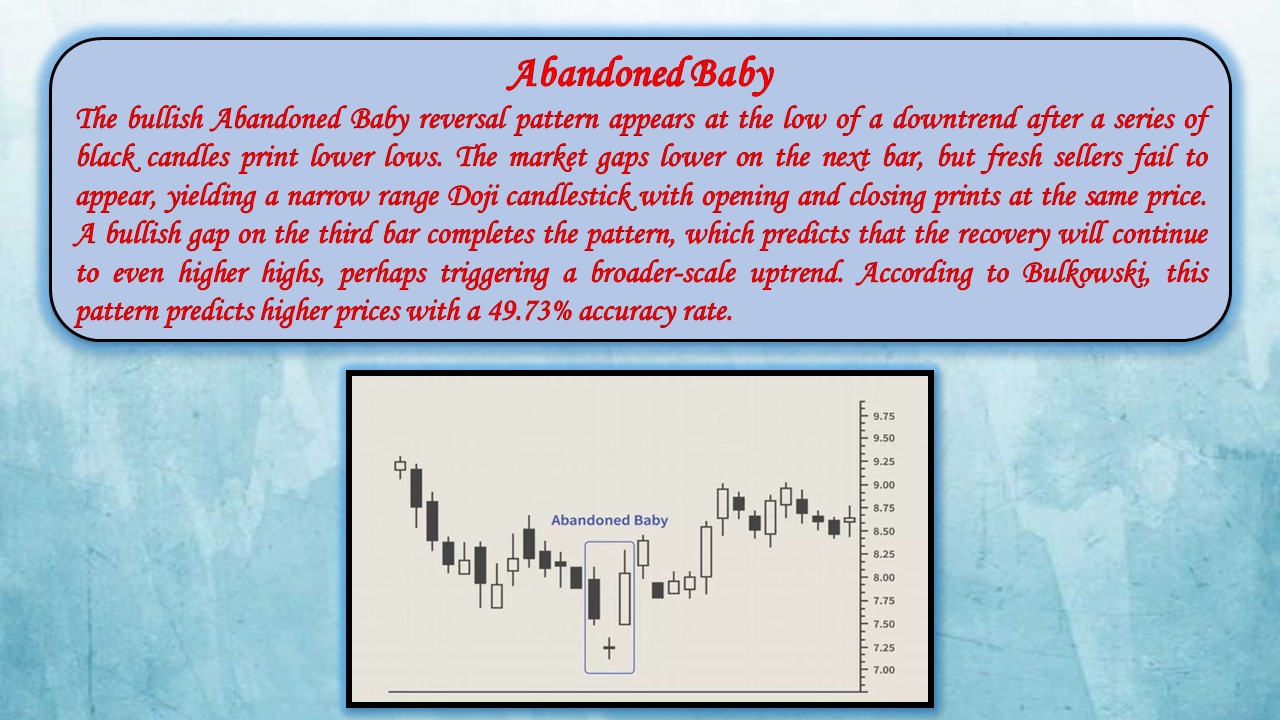 Abandoned Baby
The bullish Abandoned Baby reversal pattern appears at the low of a downtrend after a series of
black candles print lower lows. The market gaps lower on the next bar, but fresh sellers fail to
appear, yielding a narrow range Doji candlestick with opening and closing prints at the same price.
A bullish gap on the third bar completes the pattern, which predicts that the recovery will continue
to even higher highs, perhaps triggering a broader-scale uptrend. According to Bulkowski, this
pattern predicts higher prices with a 49.73% accuracy rate.
Abandoned Baby
9.75
9.50
9.25
9.00
8.75
8.50
8.25
8.00
7.75
7.50
7.25
7.00